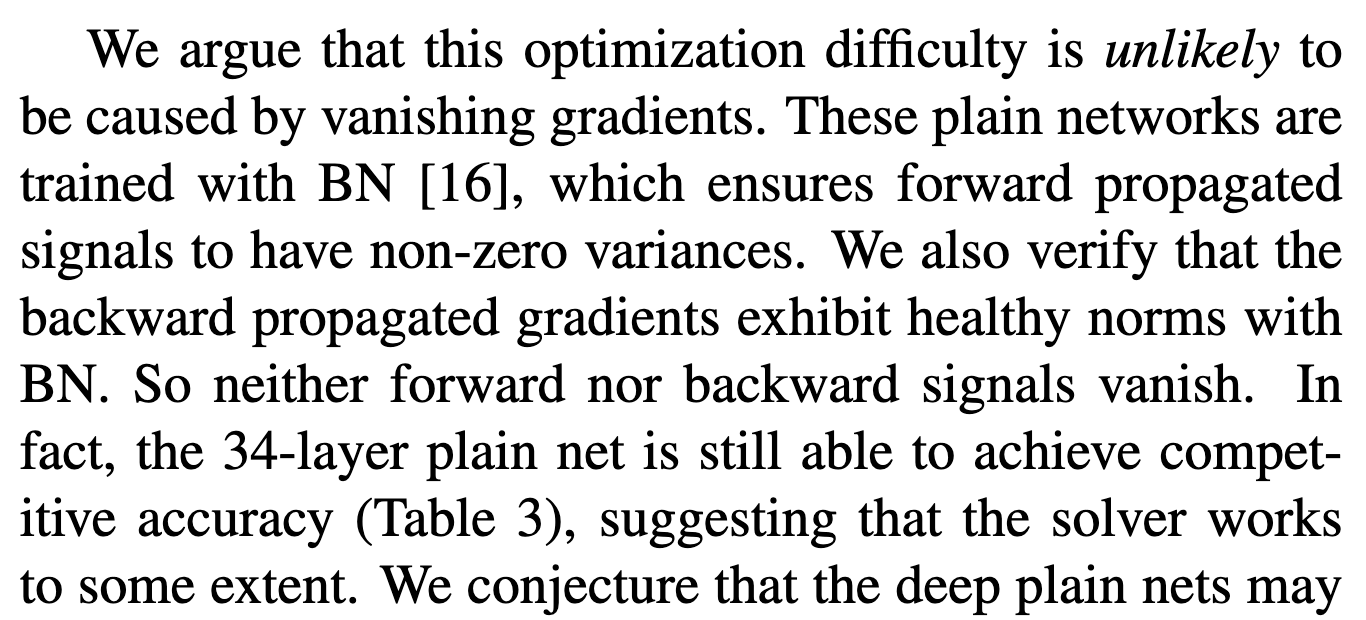 We argue that this optimization difficulty is unlikely to
be caused by vanishing gradients. These plain networks are
trained with BN [16], which ensures forward propagated
signals to have non-zero variances. We also verify that the
backward propagated gradients exhibit healthy norms with
BN. So neither forward nor backward signals vanish. In
fact, the 34-layer plain net is still able to achieve compet-
itive accuracy (Table 3), suggesting that the solver works
to some extent. We conjecture that the deep plain nets may